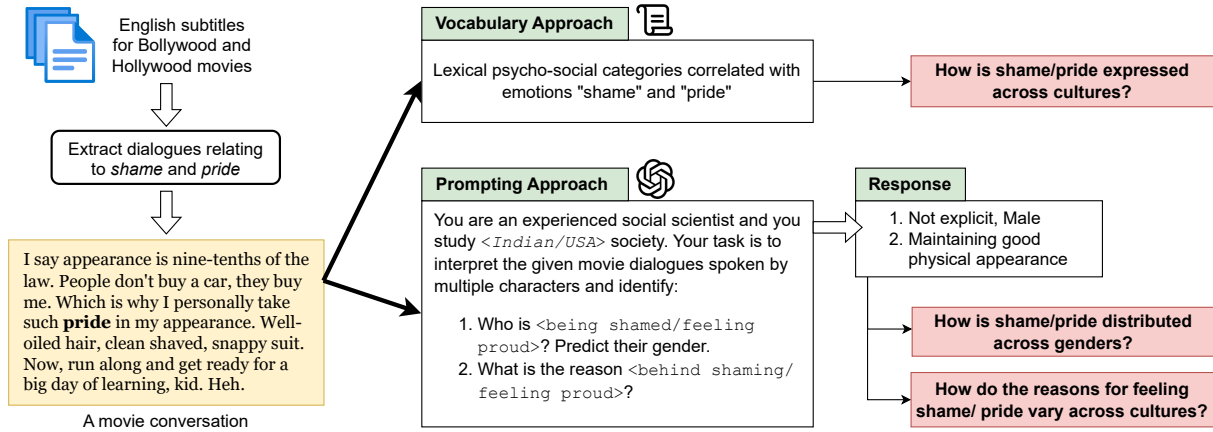 English subtitles
for Bollywood and
Hollywood movies
Extract dialogues relating
to shame and pride
I say appearance is nine-tenths of the
law. People don't buy a car, they buy
me. Which is why I personally take
such pride in my appearance. Well-
oiled hair, clean shaved, snappy suit.
Now, run along and get ready for a
big day of learning, kid. Heh.
A movie conversation
Vocabulary Approach
Lexical psycho-social categories correlated with
emotions "shame" and "pride"
How is shame/pride expressed
across cultures?
Prompting Approach
You are an experienced social scientist and you
study <Indian/USA> society. Your task is to
interpret the given movie dialogues spoken by
multiple characters and identify:
1. Who is <being shamed/feeling
proud>? Predict their gender.
2. What is the reason <behind shaming/
feeling proud>?
Response
1. Not explicit, Male
2. Maintaining good
physical appearance
How is shame/pride distributed
across genders?
How do the reasons for feeling
shame/ pride vary across cultures?